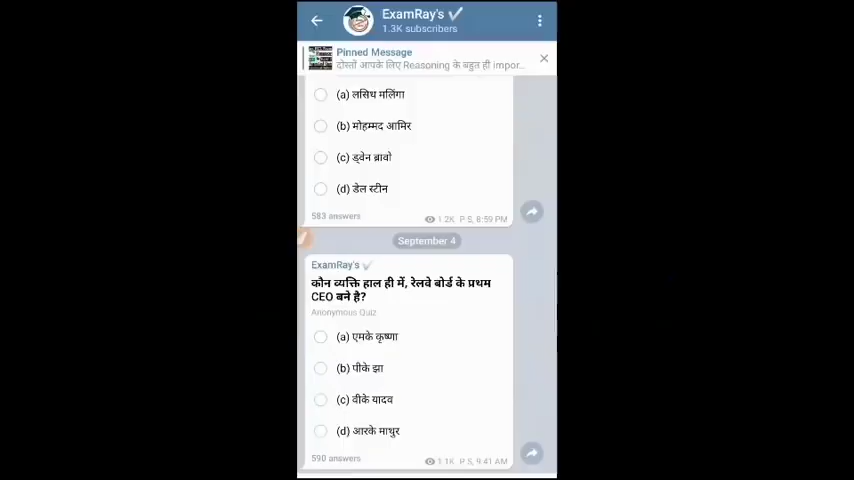 ExamRay's ✔
1.3K subscribers
Pinned Message
दोस्तों आपके लिए Reasoning के बहुत ही impor...
(a) लसिथ मलिंगा
(b) मोहम्मद आमिर
(c) ड्वेन ब्रावो
(d) डेल स्टीन
583 answers
1.2K P S, 8:59 PM
September 4
ExamRay's ✔
कौन व्यक्ति हाल ही में, रेलवे बोर्ड के प्रथम
CEO बने है?
Anonymous Quiz
(a) एमके कृष्णा
(b) पीके झा
(c) वीके यादव
(d) आरके माथुर
590 answers
1.1K P S, 9:41 AM